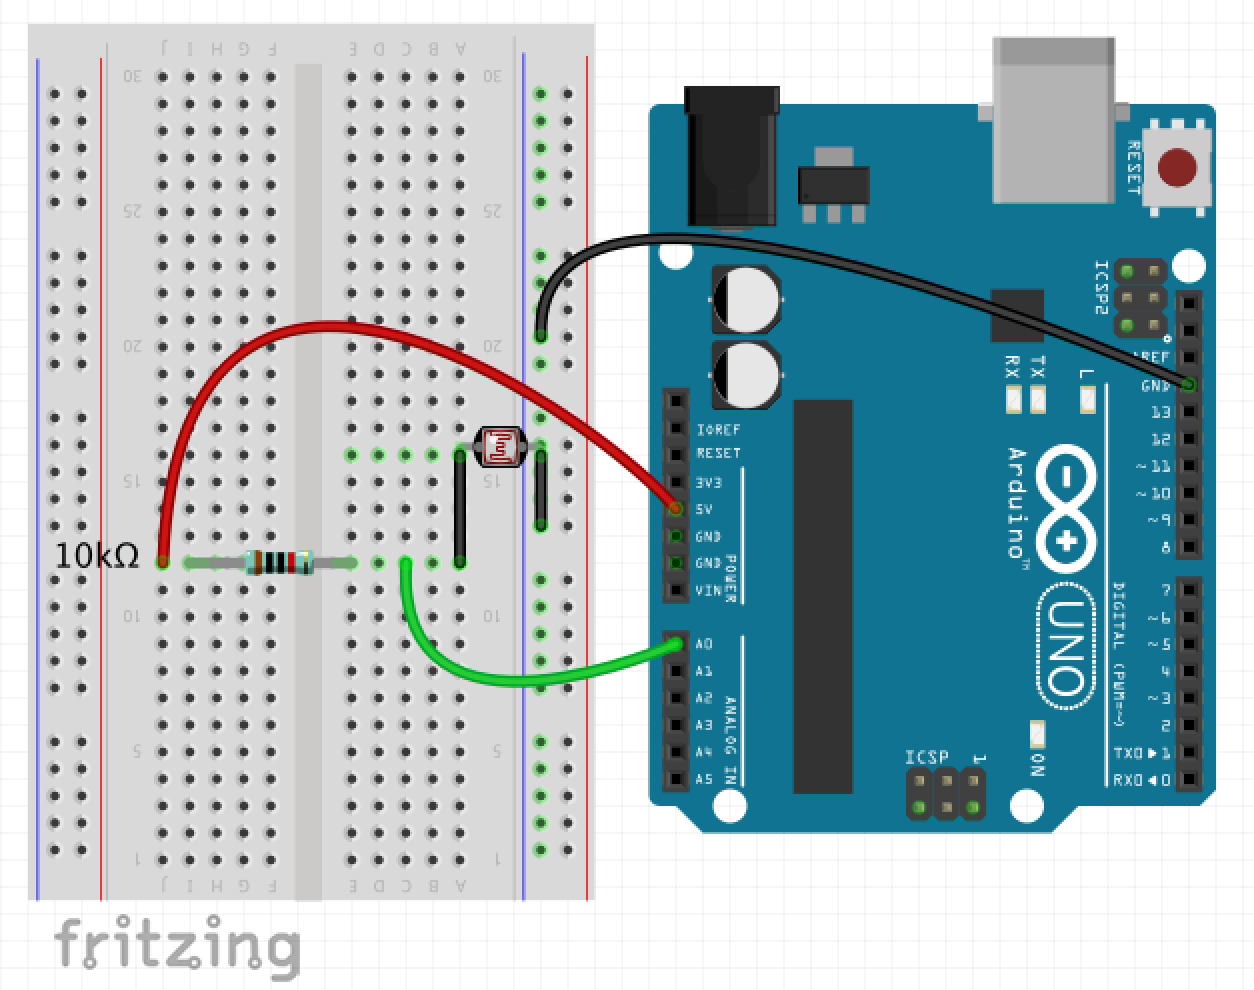 J I H G F E D C B A
30 30
25 25
20 20
15 15
10 10
5 5
1 1
J I H G F E D C B A
10kΩ
RESET
ICSP2
AREF
GND
13
12
~11
~10
~9
8
7
~6
~5
4
~3
2
TX0▶1
RX0◀0
RX
TX
L
IOREF
RESET
3V3
5V
GND
GND
VIN
POWER
A0
A1
A2
A3
A4
A5
ANALOG IN
Arduino™
UNO
DIGITAL (PWM=~)
ON
ICSP
1
fritzing